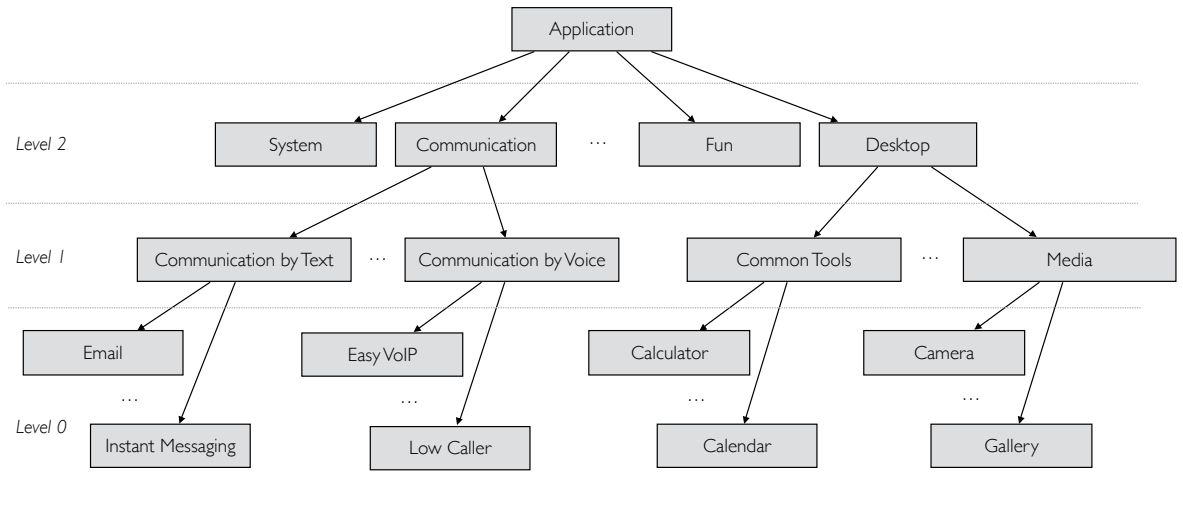 Application
Level 2
System
Communication
...
Fun
Desktop
Level 1
Communication by Text
...
Communication by Voice
Common Tools
...
Media
Email
Easy VoIP
Calculator
Camera
...
...
...
...
Level 0
Instant Messaging
Low Caller
Calendar
Gallery